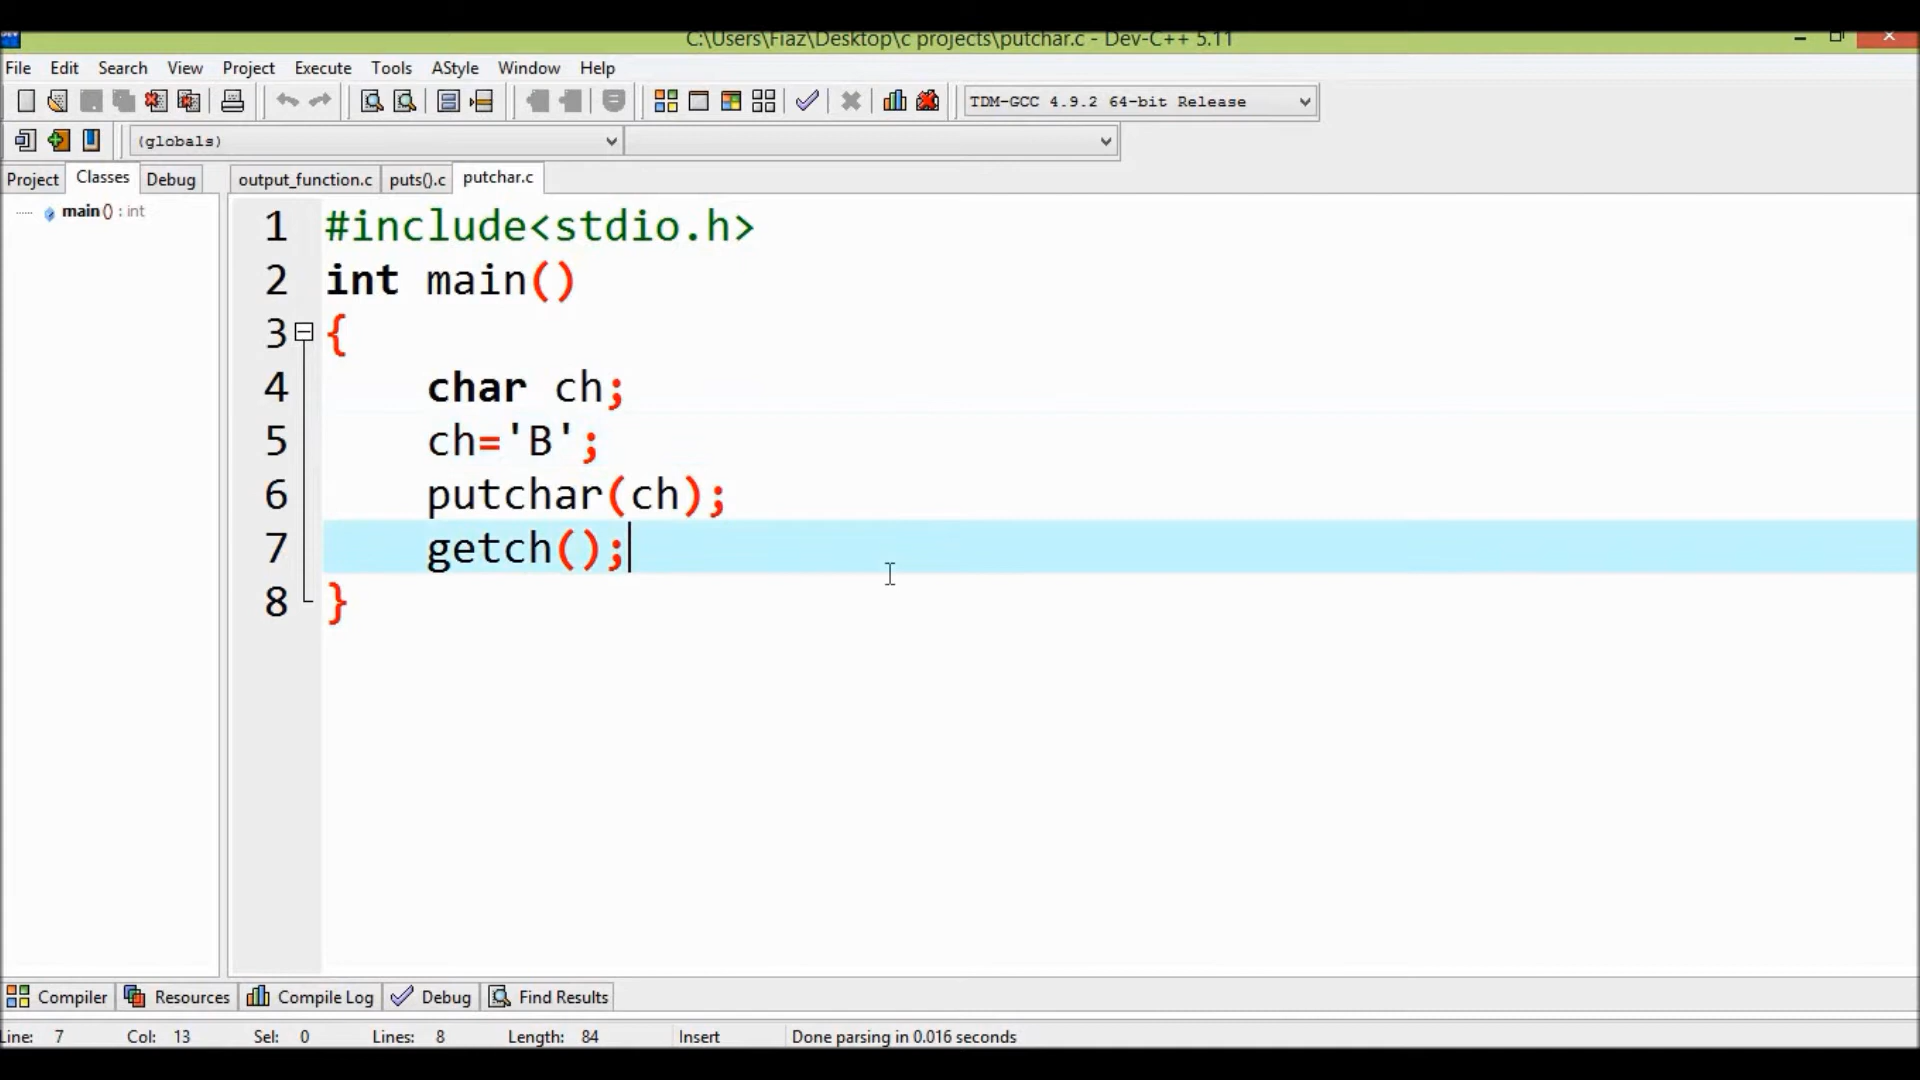 C:\Users\Fiaz\Desktop\c projects\putchar.c - Dev-C++ 5.11
File Edit Search View Project Execute Tools AStyle Window Help
TDM-GCC 4.9.2 64-bit Release
(globals)
Project Classes Debug output_function.c puts().c putchar.c
main () : int
1 #include<stdio.h>
2 int main()
3 {
4 char ch;
5 ch='B';
6 putchar(ch);
7 getch();
8 }
Compiler Resources Compile Log Debug Find Results
Line: 7 Col: 13 Sel: 0 Lines: 8 Length: 84 Insert Done parsing in 0.016 seconds